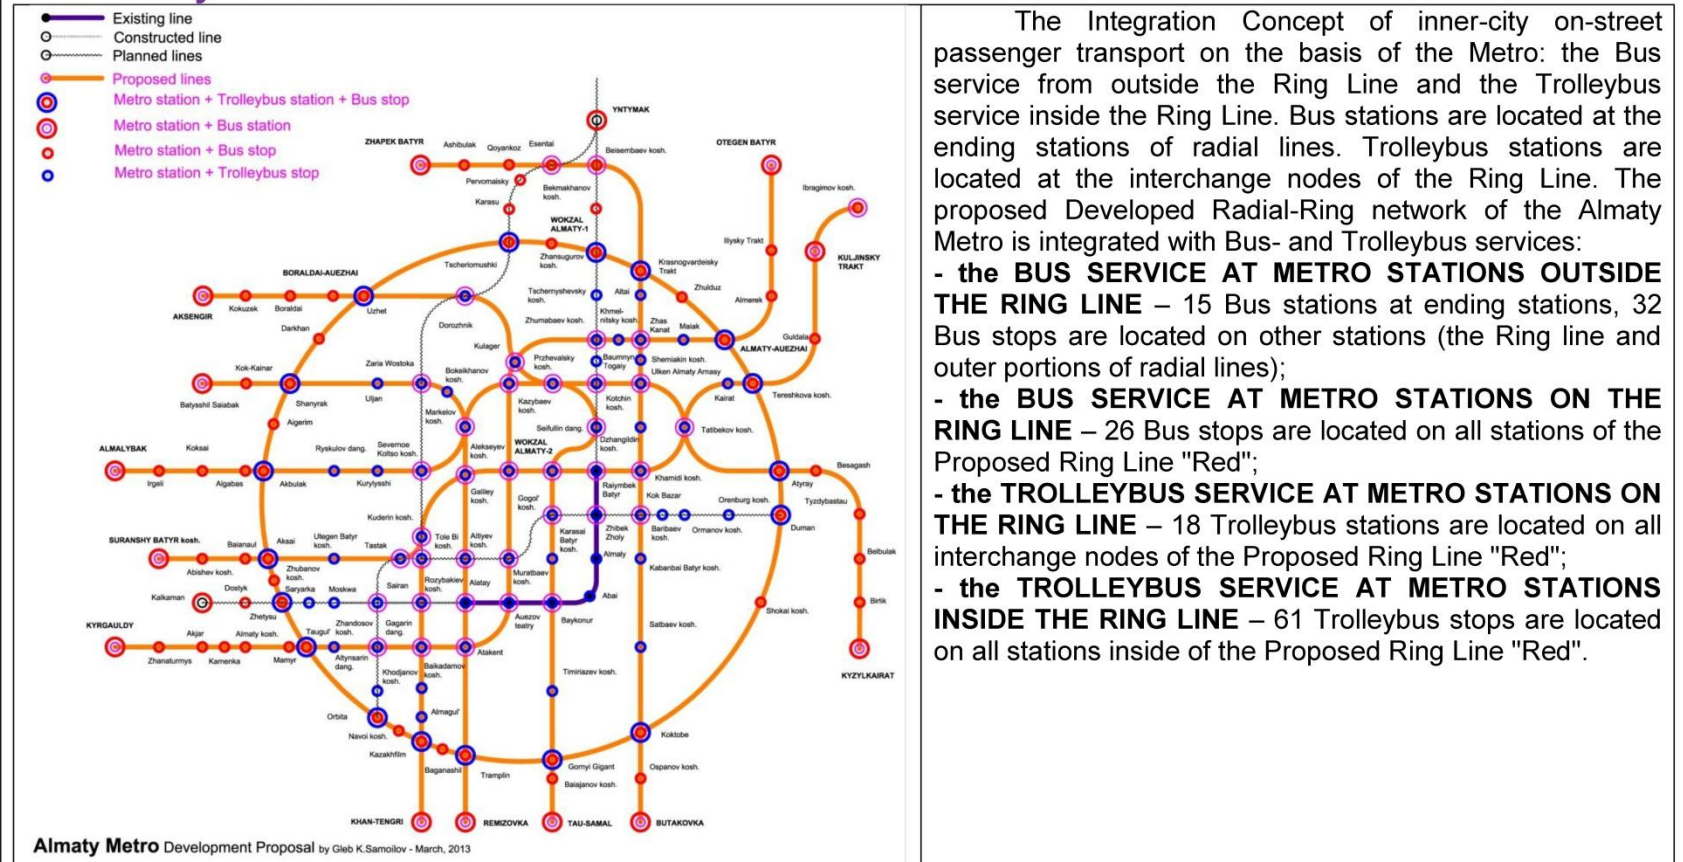 Existing line
Constructed line
Planned lines
Proposed lines
Metro station + Trolleybus station + Bus stop
Metro station + Bus station
Metro station + Bus stop
Metro station + Trolleybus stop
YNTYMAK
ZHAPEK BATYR
Ashibulak
Qoyankoz
Esentai
Beisembaev kosh.
OTEGEN BATYR
Pervomaisky
Bekmakhanov
kosh.
Ibragimov kosh.
Karasu
WOKZAL
ALMATY-1
Iliysky Trakt
KULJINSKY
TRAKT
Tscheriomushki
Zhansugurov
kosh.
Krasnogvardeisky
Trakt
BORALDAI-AUEZHAI
Zhulduz
Almerek
Tschernyshevsky
kosh.
Altai
AKSENGIR
Kokuzek
Boraldai
Uzhet
Khmel-
nitsky kosh.
Zhumabaev kosh.
Zhas
Kanat
Maiak
Darkhan
Dorozhnik
Guldala
ALMATY-AUEZHAI
Kulager
Przhevalsky
kosh.
Baumnyn
Togaiy
Shemiakin kosh.
Zaria Wostoka
Kok-Kainar
Bokeikhanov
kosh.
Ulken Almaty Arnasy
Batysshil Saiabak
Shanyrak
Uljan
Kazybaev
kosh.
Kotchin
kosh.
Kairat
Tereshkova kosh.
Markelov
kosh.
Aigerim
Seifullin dang.
Tatibekov kosh.
ALMALYBAK
Koksai
Ryskulov dang.
Severnoe
Koltso kosh.
Alekseyev
kosh.
WOKZAL
ALMATY-2
Dzhangildin
kosh.
Besagash
Irgeli
Algabas
Akbulak
Kurylysshi
Galiley
kosh.
Raiymbek
Batyr
Khamidi kosh.
Atyray
Gogol'
kosh.
Kok Bazar
Orenburg kosh.
Tyzdybastau
Kuderin kosh.
Duman
SURANSHY BATYR kosh.
Baianaul
Aksai
Utegen Batyr
kosh.
Tastak
Tole Bi
kosh.
Altiyev
kosh.
Karasai
Batyr
kosh.
Zhibek
Zholy
Baribaev
kosh.
Ormanov kosh.
Almaty
Belbulak
Abishev kosh.
Zhubanov
kosh.
Muratbaev
kosh.
Kabanbai Batyr kosh.
Kalkaman
Dostyk
Saryarka
Moskwa
Sairan
Rozybakiev
kosh.
Alatay
Abai
Birlik
Zhetysu
Zhandosov
kosh.
Gagarin
dang.
Auezov
teatry
Baykonur
Shokai kosh.
KYRGAULDY
Akjar
Almaty kosh.
Taugul'
Satbaev kosh.
Zhanaturmys
Kamenka
Mamyr
Altynsarin
dang.
Atakent
Khodjanov
kosh.
Baikadamov
kosh.
Timiriazev kosh.
KYZYLKAIRAT
Orbita
Almagul'
Navoi kosh.
Koktobe
Kazakhfilm
Baganashil
Tramplin
Gornyi Gigant
Ospanov kosh.
Baiajanov kosh.
KHAN-TENGRI
REMIZOVKA
TAU-SAMAL
BUTAKOVKA
Almaty Metro Development Proposal by Gleb K.Samoilov - March, 2013
The Integration Concept of inner-city on-street
passenger transport on the basis of the Metro: the Bus
service from outside the Ring Line and the Trolleybus
service inside the Ring Line. Bus stations are located at the
ending stations of radial lines. Trolleybus stations are
located at the interchange nodes of the Ring Line. The
proposed Developed Radial-Ring network of the Almaty
Metro is integrated with Bus- and Trolleybus services:
- the BUS SERVICE AT METRO STATIONS OUTSIDE
THE RING LINE – 15 Bus stations at ending stations, 32
Bus stops are located on other stations (the Ring line and
outer portions of radial lines);
- the BUS SERVICE AT METRO STATIONS ON THE
RING LINE – 26 Bus stops are located on all stations of the
Proposed Ring Line "Red";
- the TROLLEYBUS SERVICE AT METRO STATIONS ON
THE RING LINE – 18 Trolleybus stations are located on all
interchange nodes of the Proposed Ring Line "Red";
- the TROLLEYBUS SERVICE AT METRO STATIONS
INSIDE THE RING LINE – 61 Trolleybus stops are located
on all stations inside of the Proposed Ring Line "Red".